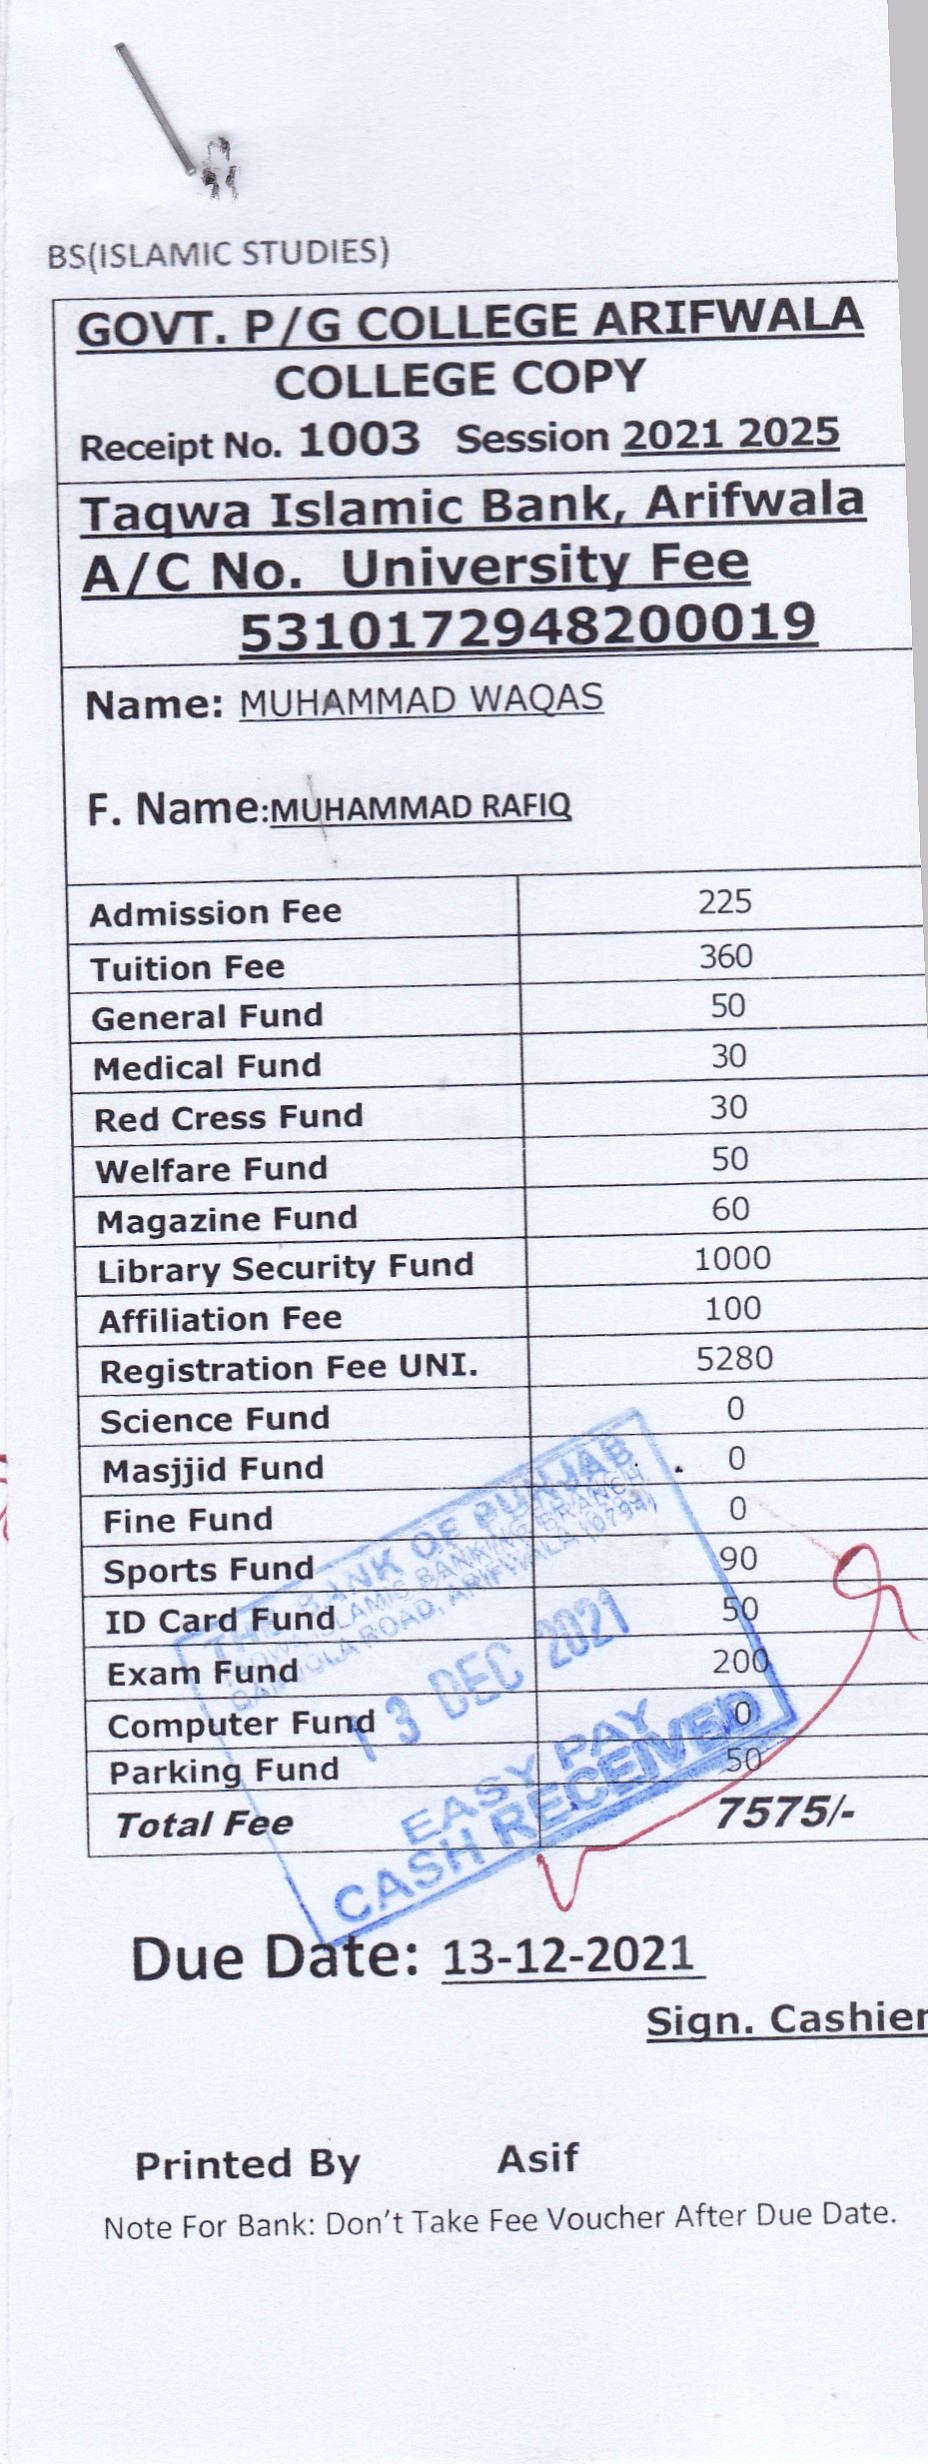 BS(ISLAMIC STUDIES)
GOVT. P/G COLLEGE ARIFWALA
COLLEGE COPY
Receipt No. 1003 Session 2021 2025
Taqwa Islamic Bank, Arifwala
A/C No. University Fee
5310172948200019
Name: MUHAMMAD WAQAS
F. Name:MUHAMMAD RAFIQ
Admission Fee 225
Tuition Fee 360
General Fund 50
Medical Fund 30
Red Cress Fund 30
Welfare Fund 50
Magazine Fund 60
Library Security Fund 1000
Affiliation Fee 100
Registration Fee UNI. 5280
Science Fund 0
Masjjid Fund 0
Fine Fund 0
Sports Fund 90
ID Card Fund 50
Exam Fund 200
Computer Fund 0
Parking Fund 50
Total Fee 7575/-
THE BANK OF PUNJAB
ISLAMIC BANKING BRANCH
ROAD, ARIFWALA
13 DEC 2021
EASY PAY
CASH RECEIVED
Due Date: 13-12-2021
Sign. Cashier
Printed By Asif
Note For Bank: Don't Take Fee Voucher After Due Date.